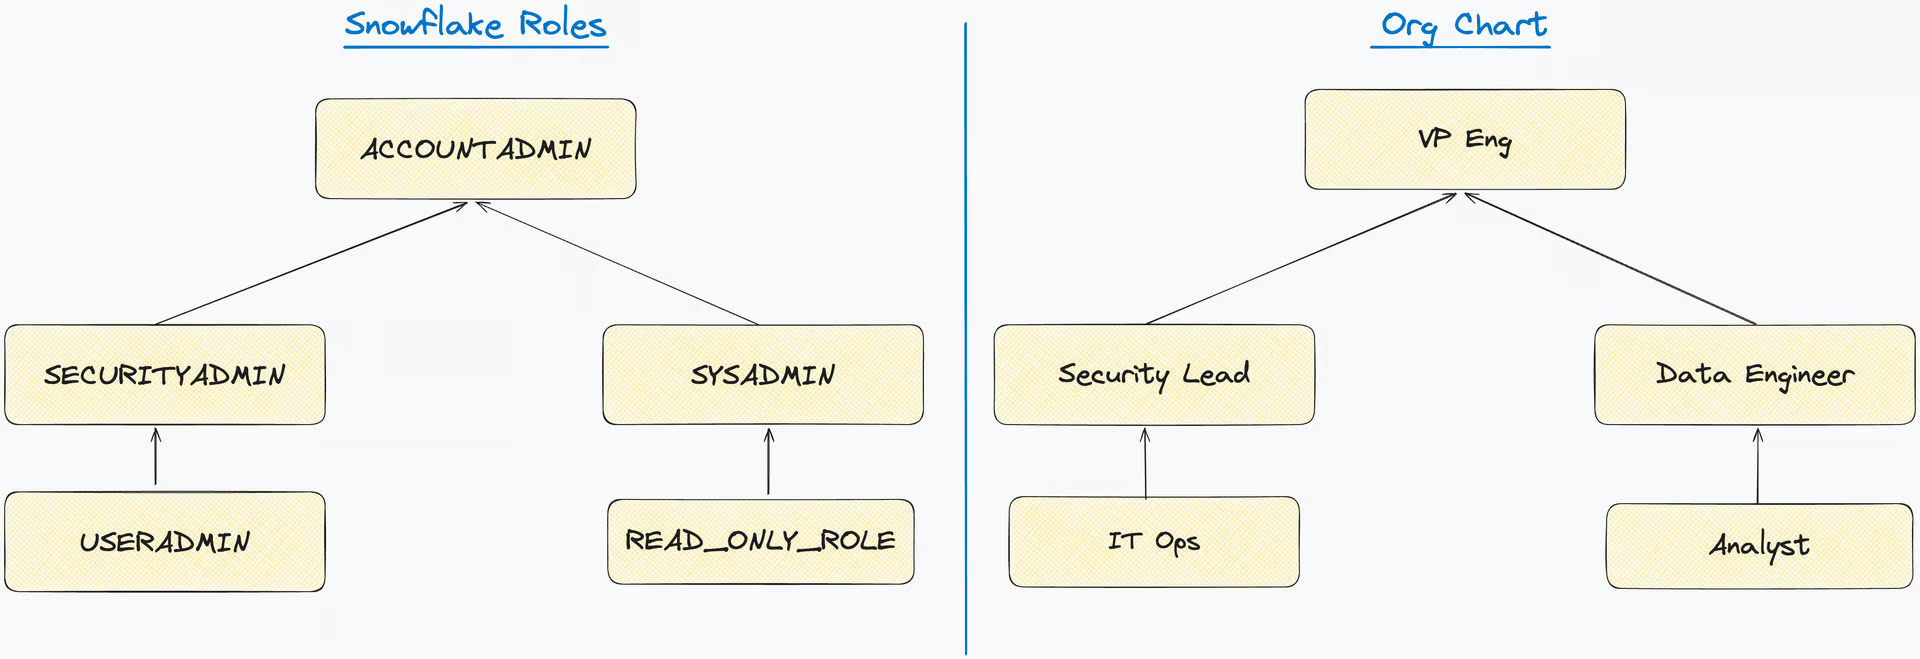 Snowflake Roles
ACCOUNTADMIN
SECURITYADMIN
SYSADMIN
USERADMIN
READ_ONLY_ROLE
Org Chart
VP Eng
Security Lead
Data Engineer
IT Ops
Analyst